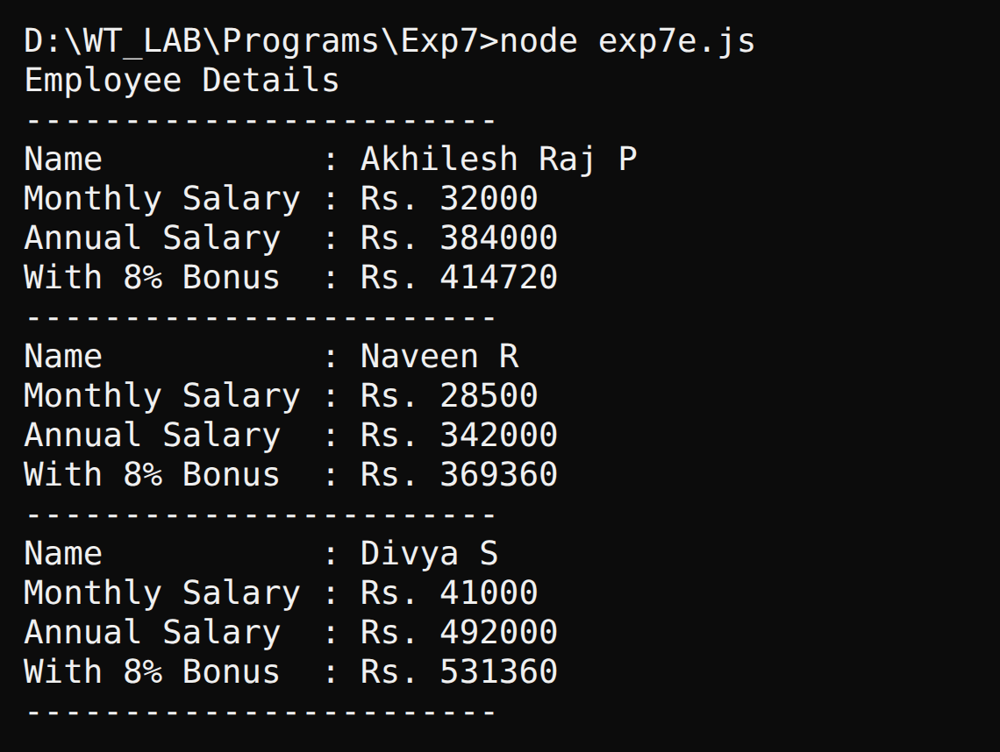 D:\WT_LAB\Programs\Exp7>node exp7e.js
Employee Details
------------------------
Name           : Akhilesh Raj P
Monthly Salary : Rs. 32000
Annual Salary  : Rs. 384000
With 8% Bonus  : Rs. 414720
------------------------
Name           : Naveen R
Monthly Salary : Rs. 28500
Annual Salary  : Rs. 342000
With 8% Bonus  : Rs. 369360
------------------------
Name           : Divya S
Monthly Salary : Rs. 41000
Annual Salary  : Rs. 492000
With 8% Bonus  : Rs. 531360
------------------------